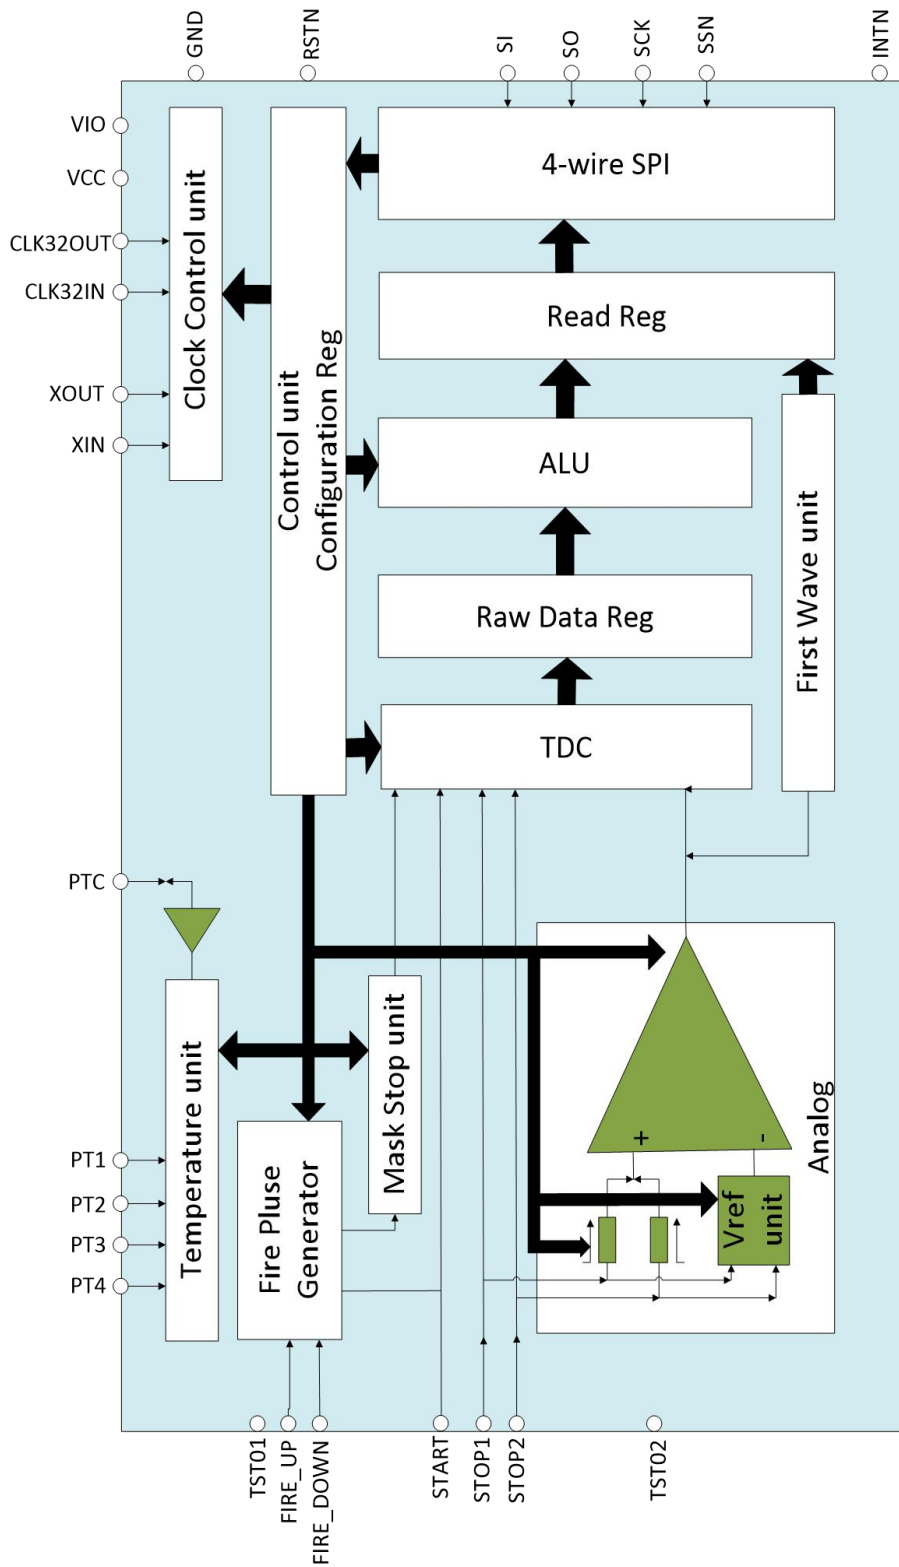 GND
RSTN
SI
SO
SCK
SSN
INTN
VIO
VCC
CLK32OUT
CLK32IN
XOUT
XIN
Clock Control unit
Control unit
Configuration Reg
4-wire SPI
Read Reg
ALU
Raw Data Reg
TDC
First Wave unit
PTC
PT1
PT2
PT3
PT4
Temperature unit
Fire Pluse
Generator
Mask Stop unit
+
-
Vref
unit
Analog
TST01
FIRE_UP
FIRE_DOWN
START
STOP1
STOP2
TST02